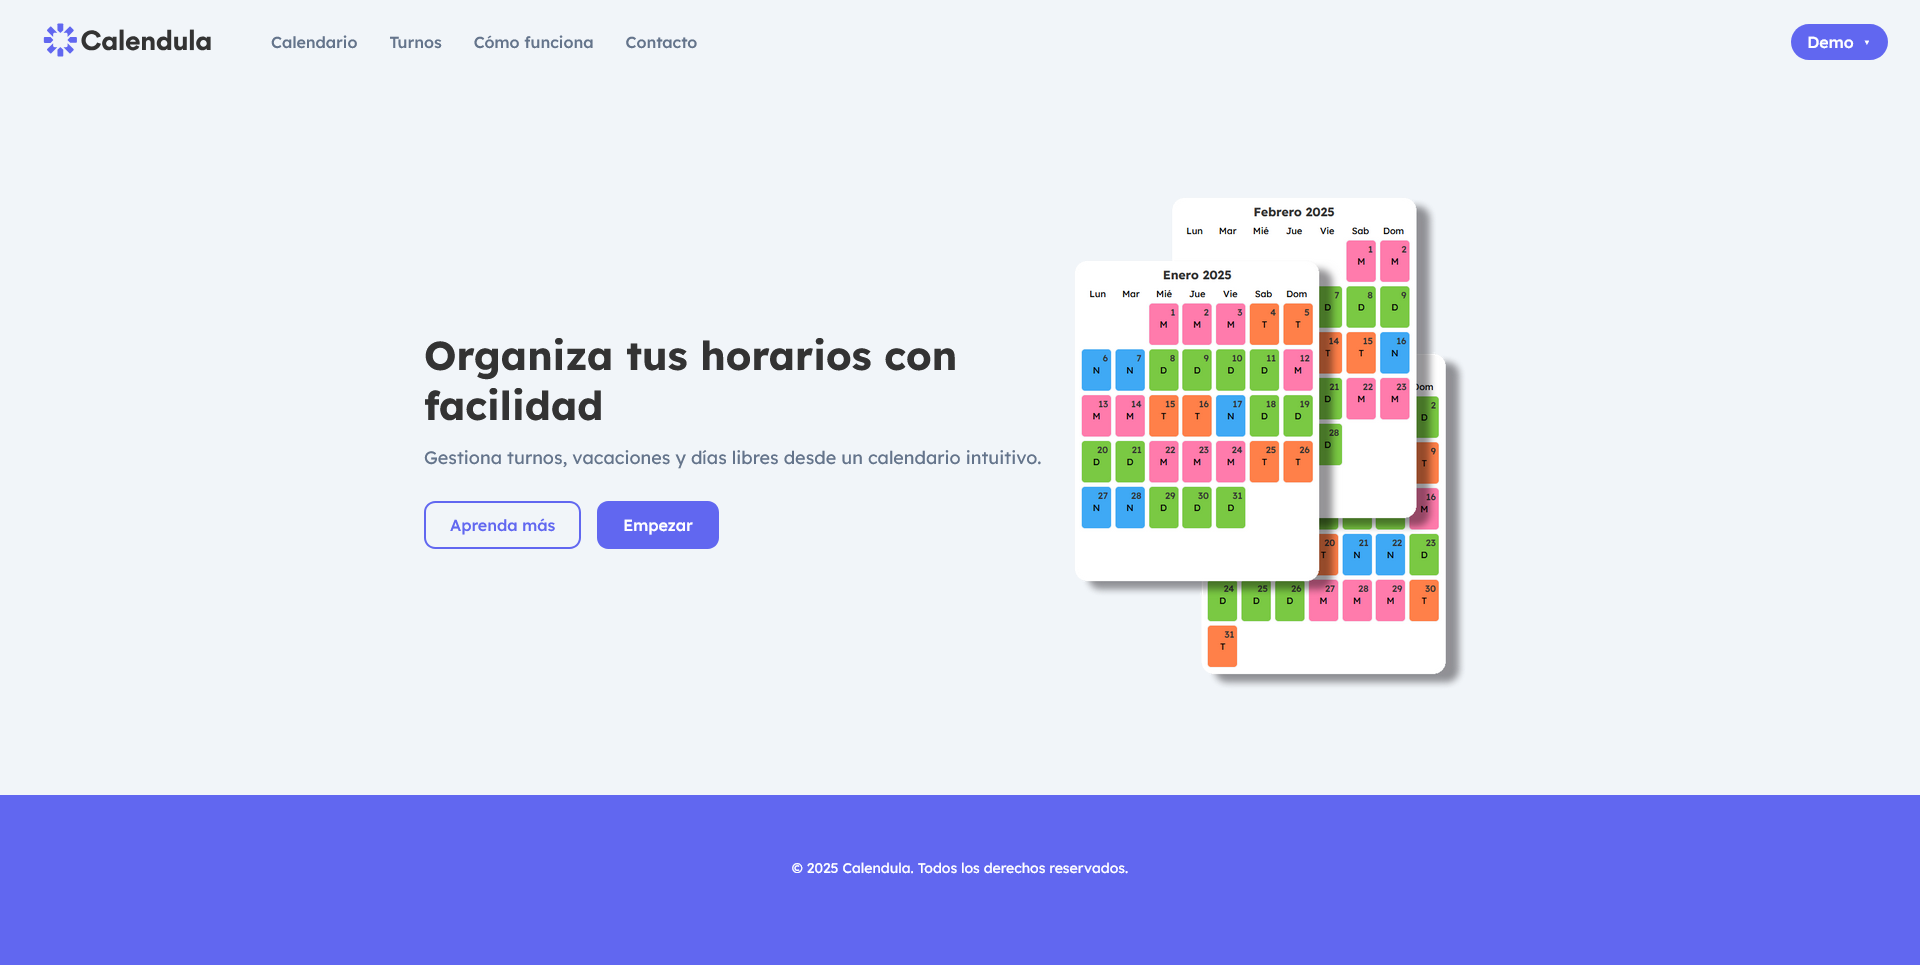 Calendula
Calendario Turnos Cómo funciona Contacto
Demo
Organiza tus horarios con
facilidad
Gestiona turnos, vacaciones y días libres desde un calendario intuitivo.
Aprenda más Empezar
Febrero 2025
Lun Mar Mié Jue Vie Sab Dom
1 2
M M
7 8 9
D D D
14 15 16
T T N
21 22 23
D M M
28
D
Enero 2025
Lun Mar Mié Jue Vie Sab Dom
1 2 3 4 5
M M M T T
6 7 8 9 10 11 12
N N D D D D M
13 14 15 16 17 18 19
M M T T N D D
20 21 22 23 24 25 26
D D M M M T T
27 28 29 30 31
N N D D D
Dom
2
D
9
T
16
M
20 21 22 23
T N N D
24 25 26 27 28 29 30
D D D M M M T
31
T
© 2025 Calendula. Todos los derechos reservados.